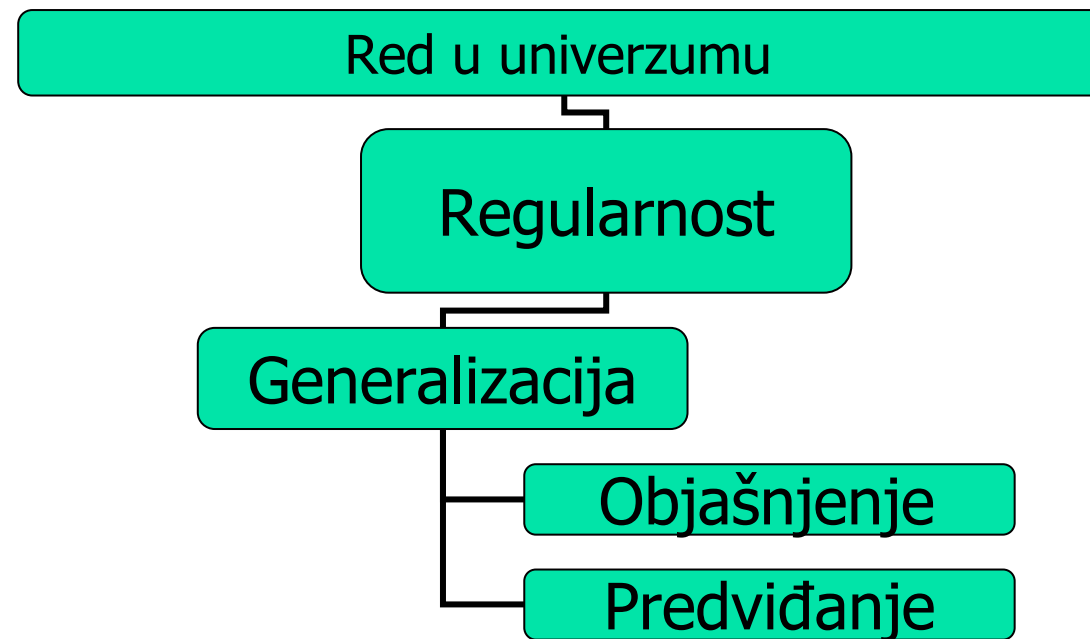 Red u univerzumu
Regularnost
Generalizacija
Objašnjenje
Predviđanje